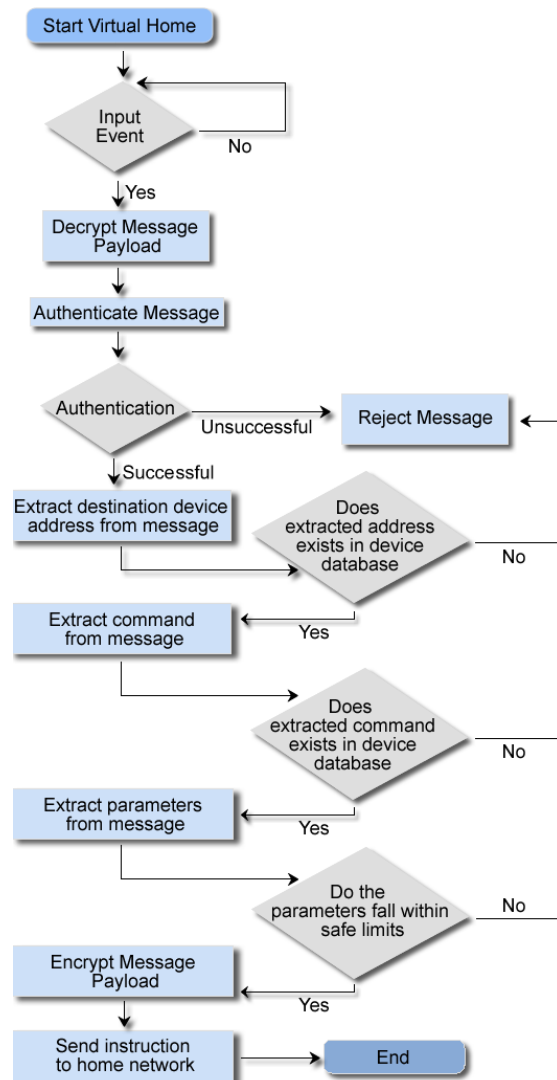 Start Virtual Home
Input
Event
No
Yes
Decrypt Message
Payload
Authenticate Message
Authentication
Unsuccessful
Reject Message
Successful
Extract destination device
address from message
Does
extracted address
exists in device
database
No
Yes
Extract command
from message
Does
extracted command
exists in device
database
No
Yes
Extract parameters
from message
Do the
parameters fall within
safe limits
No
Yes
Encrypt Message
Payload
Send instruction
to home network
End